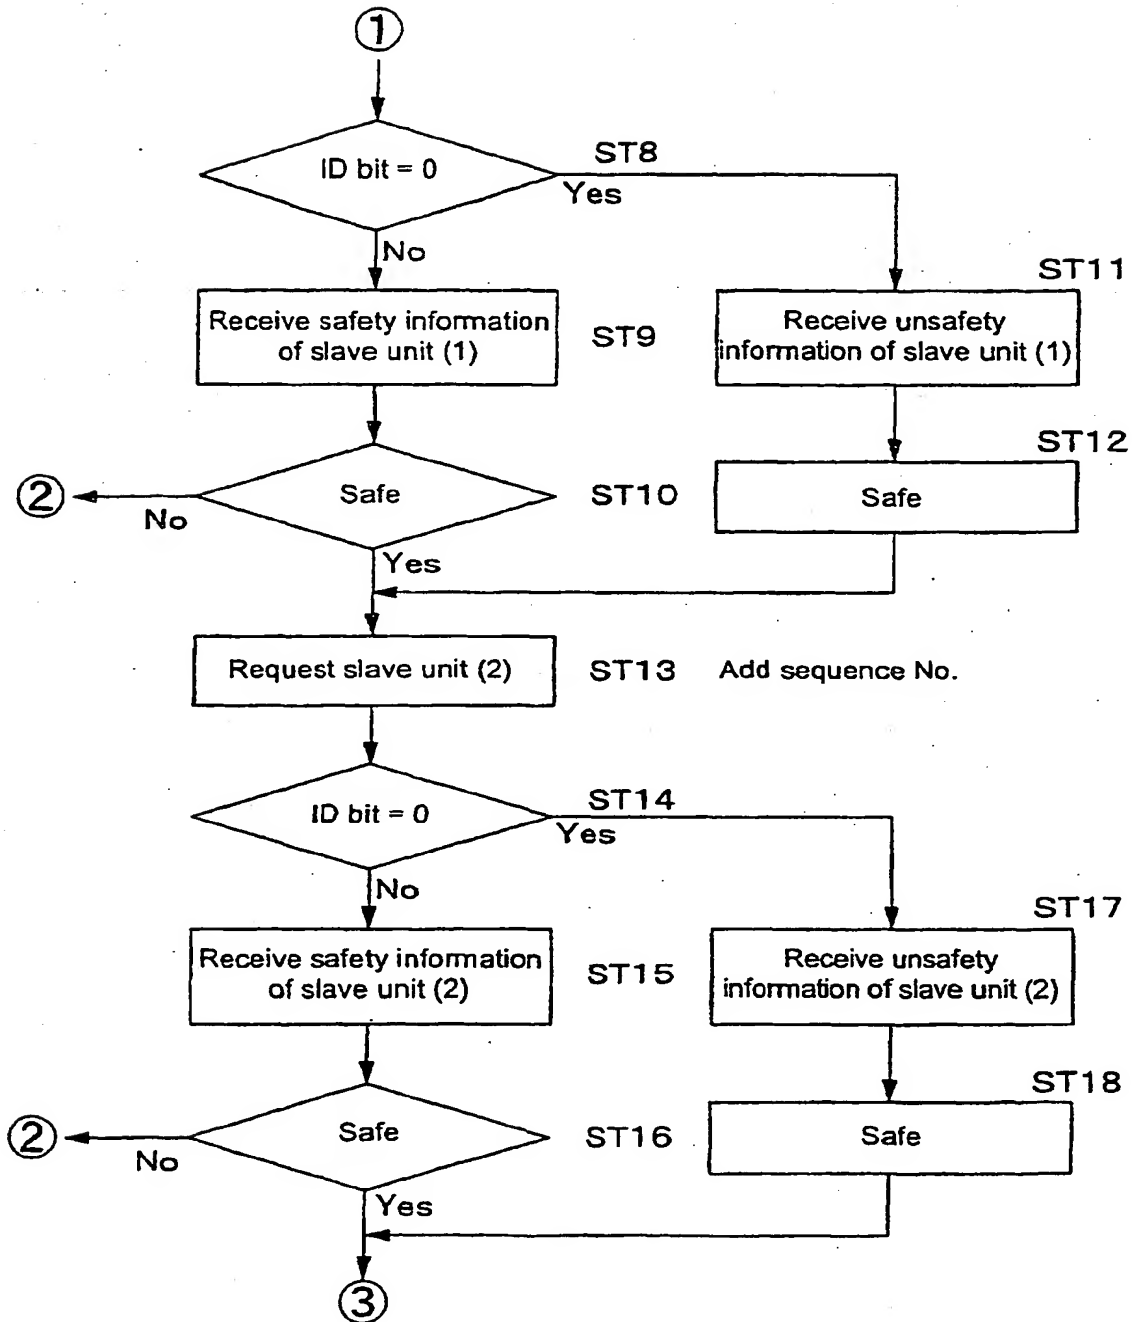 ①
ID bit = 0
ST8
Yes
No
ST11
Receive safety information
of slave unit (1)
ST9
Receive unsafety
information of slave unit (1)
ST12
②
No
Safe
ST10
Safe
Yes
Request slave unit (2)
ST13
Add sequence No.
ID bit = 0
ST14
Yes
No
ST17
Receive safety information
of slave unit (2)
ST15
Receive unsafety
information of slave unit (2)
ST18
②
No
Safe
ST16
Safe
Yes
③